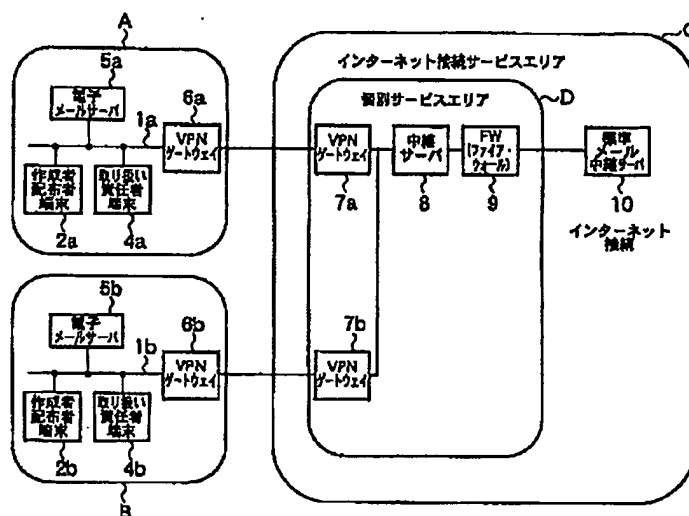 A
5a
電子
メールサーバ
1a
6a
VPN
ゲートウェイ
作成者
配布者
端末
取り扱い
責任者
端末
2a
4a
B
5b
電子
メールサーバ
1b
6b
VPN
ゲートウェイ
作成者
配布者
端末
取り扱い
責任者
端末
2b
4b
C
インターネット接続サービスエリア
個別サービスエリア
D
VPN
ゲートウェイ
7a
中継
サーバ
8
FW
(ファイア・
ウォール)
9
標準
メール
中継サーバ
10
インターネット
接続
7b
VPN
ゲートウェイ